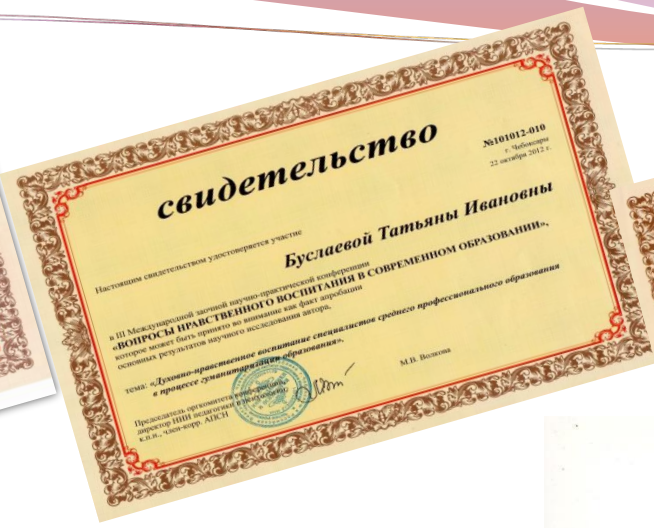 свидетельство
№101012-010
г. Чебоксары
22 октября 2012 г.
Настоящим свидетельством удостоверяется участие
Буслаевой Татьяны Ивановны
в III Международной заочной научно-практической конференции
«ВОПРОСЫ НРАВСТВЕННОГО ВОСПИТАНИЯ В СОВРЕМЕННОМ ОБРАЗОВАНИИ»,
которое может быть принято во внимание как факт апробации
основных результатов научного исследования автора,
тема: «Духовно-нравственное воспитание специалистов среднего профессионального образования
в процессе гуманитаризации образования».
Председатель оргкомитета конференции,
директор НИИ педагогики и психологии,
к.п.н., член-корр. АПСН
М.В. Волкова